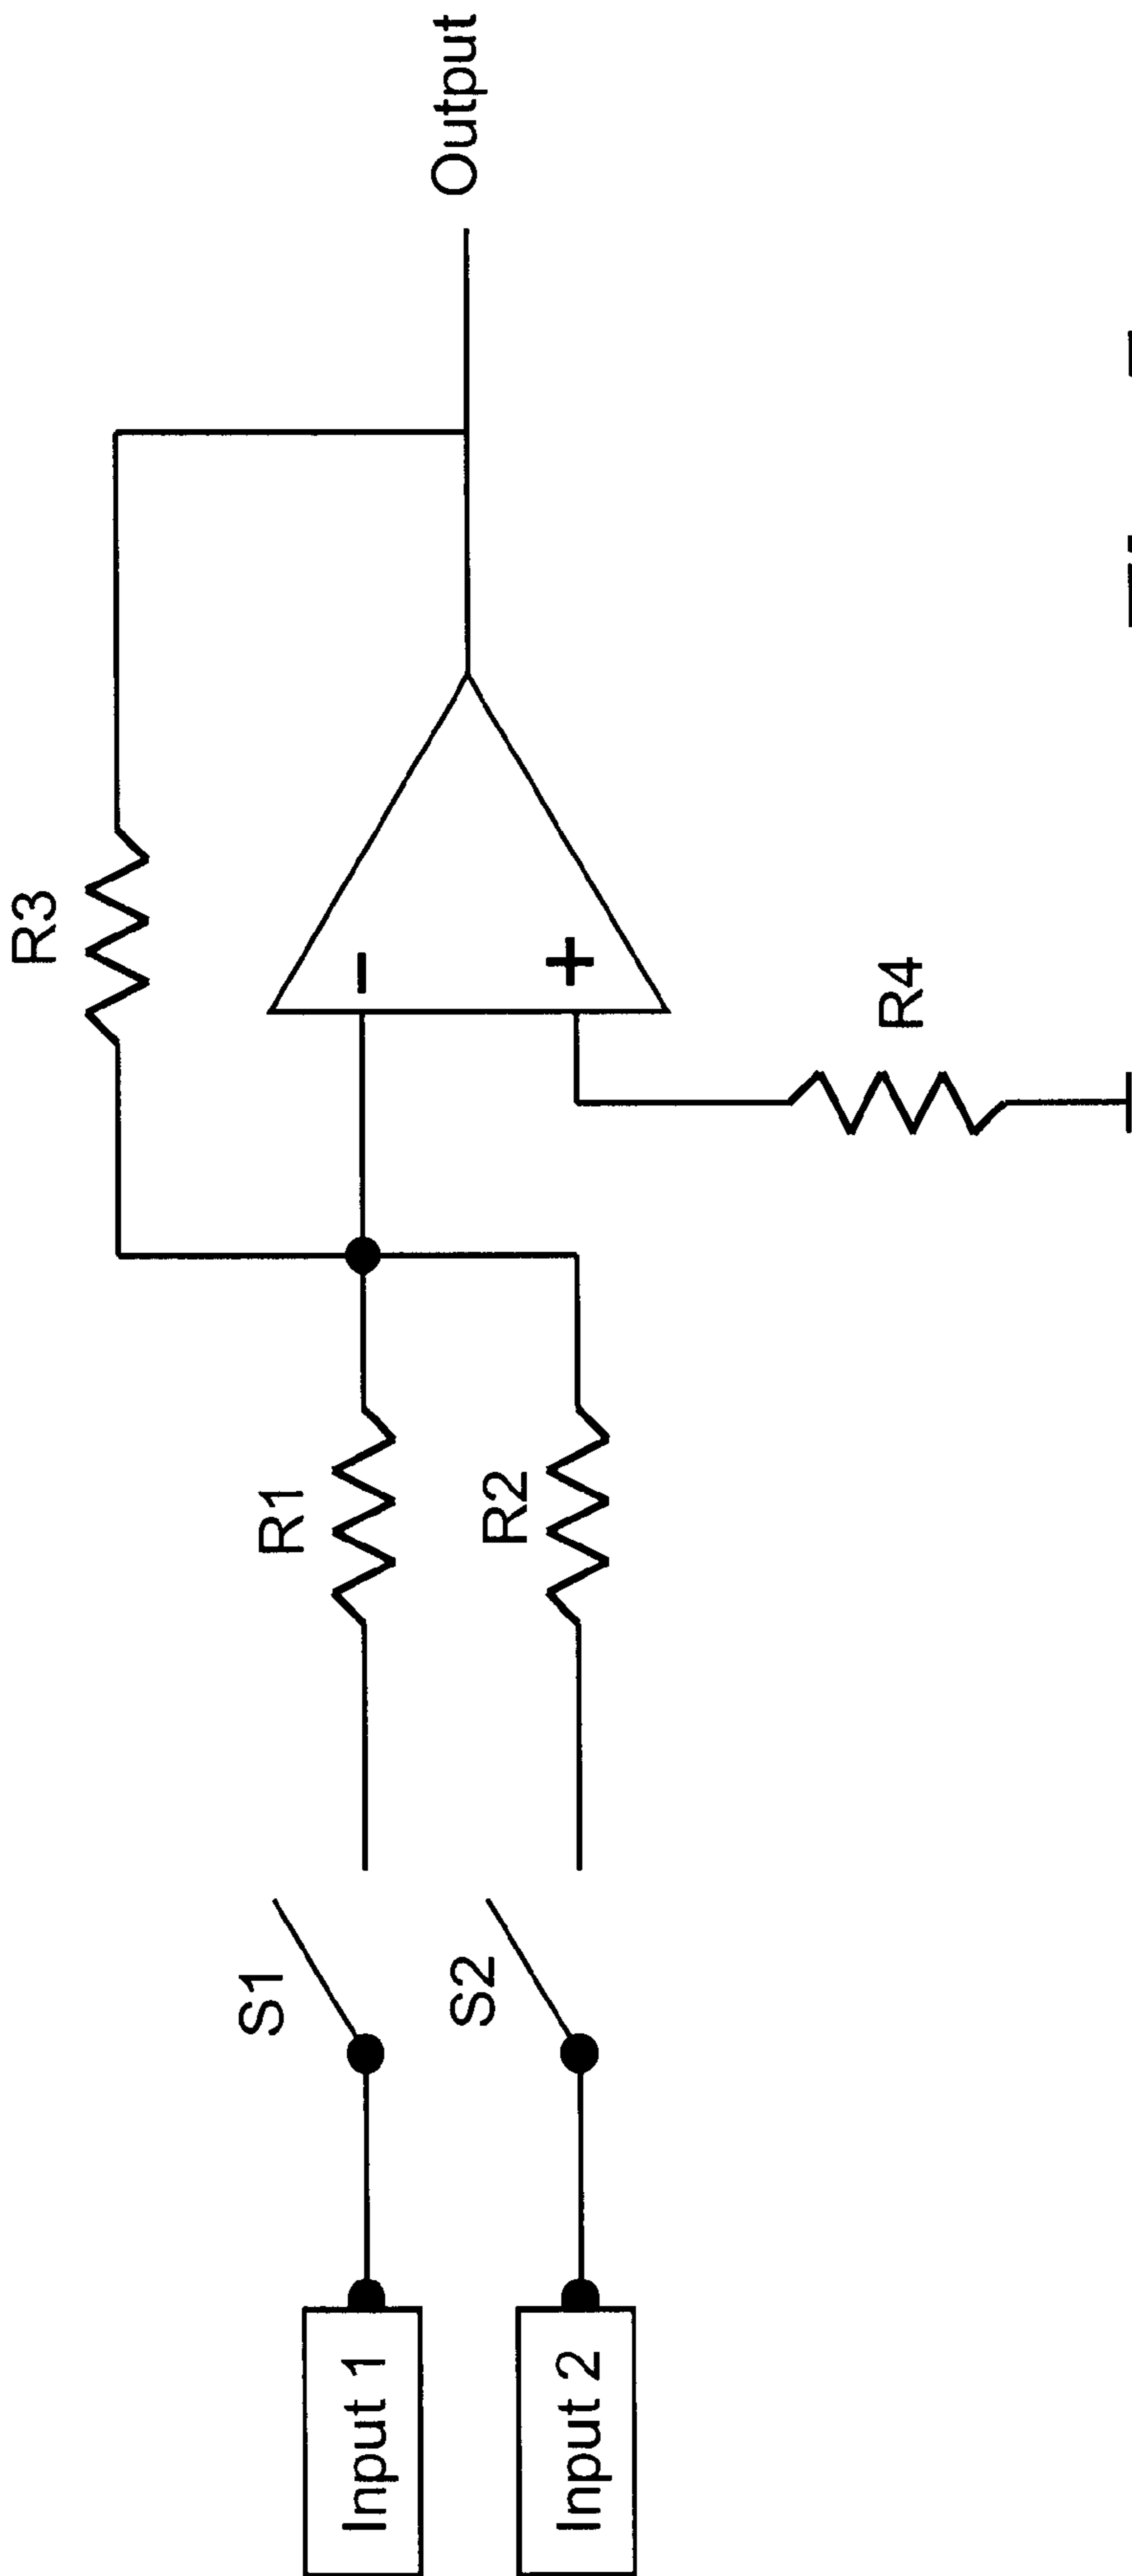 Input 1
S1
R1
R3
Input 2
S2
R2
-
+
R4
Output